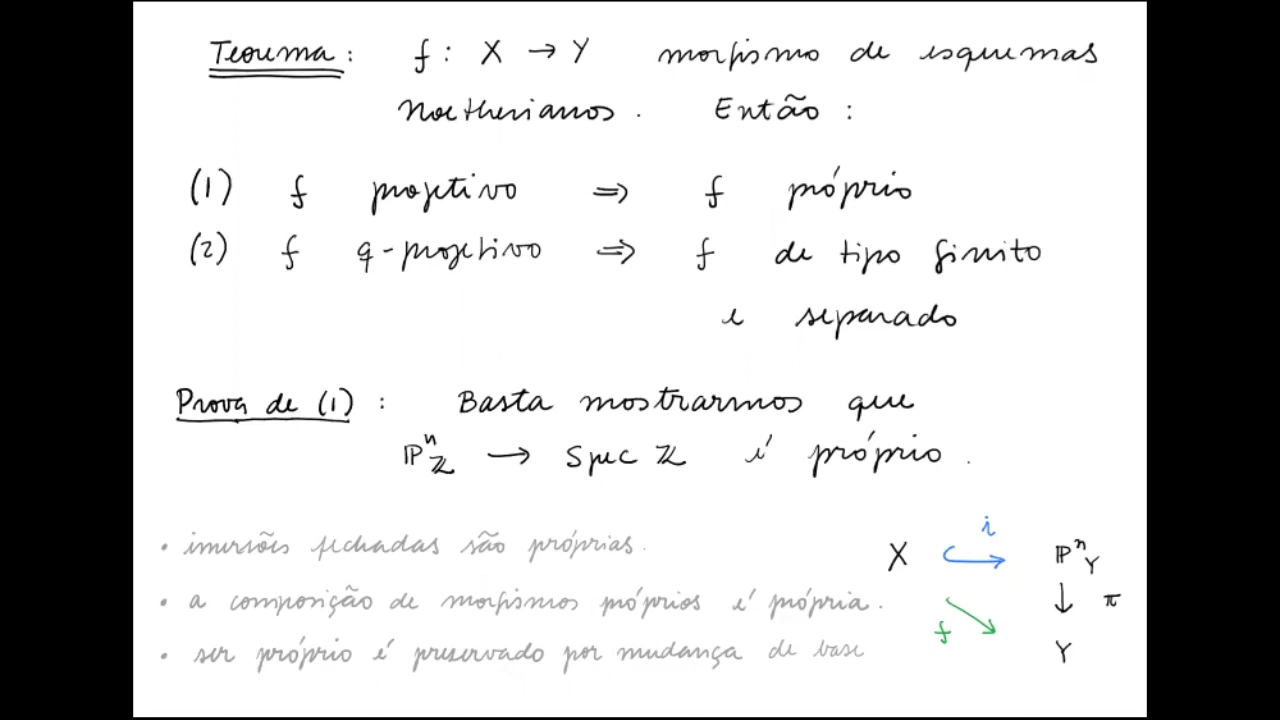 Teorema : f : X → Y morfismo de esquemas
Noetherianos . Então :
(1) f projetivo ⇒ f próprio
(2) f q-projetivo ⇒ f de tipo finito
e separado
Prova de (1) : Basta mostrarmos que
ℙⁿ_ℤ → Spec ℤ é próprio .
• imersões fechadas são próprias.
• a composição de morfismos próprios é própria.
• ser próprio é preservado por mudança de base
i
X ↪ ℙⁿ_Y
f ↘ ↓ π
Y